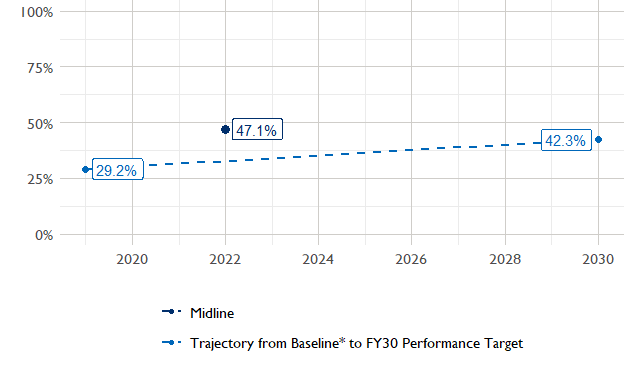 100%
75%
50%
47.1%
42.3%
29.2%
25%
0%
2020 2022 2024 2026 2028 2030
Midline
Trajectory from Baseline* to FY30 Performance Target